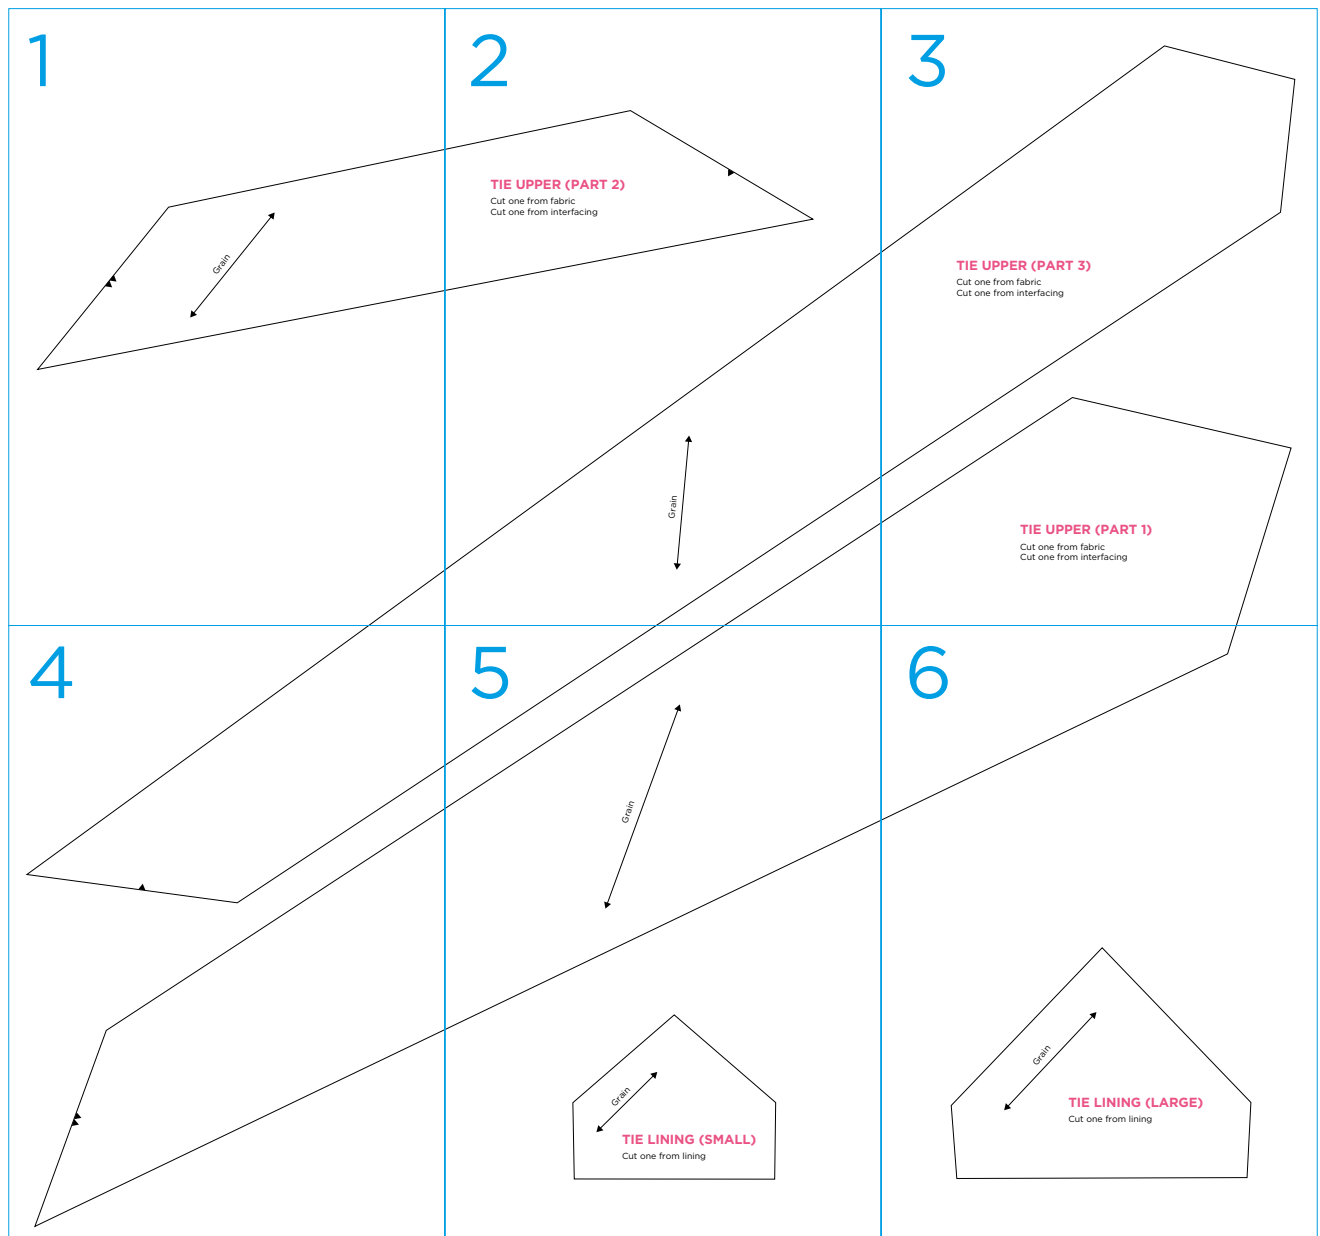 1
2
3
TIE UPPER (PART 2)
Cut one from fabric
Cut one from interfacing
Grain
TIE UPPER (PART 3)
Cut one from fabric
Cut one from interfacing
Grain
TIE UPPER (PART 1)
Cut one from fabric
Cut one from interfacing
4
5
6
Grain
Grain
TIE LINING (SMALL)
Cut one from lining
Grain
TIE LINING (LARGE)
Cut one from lining